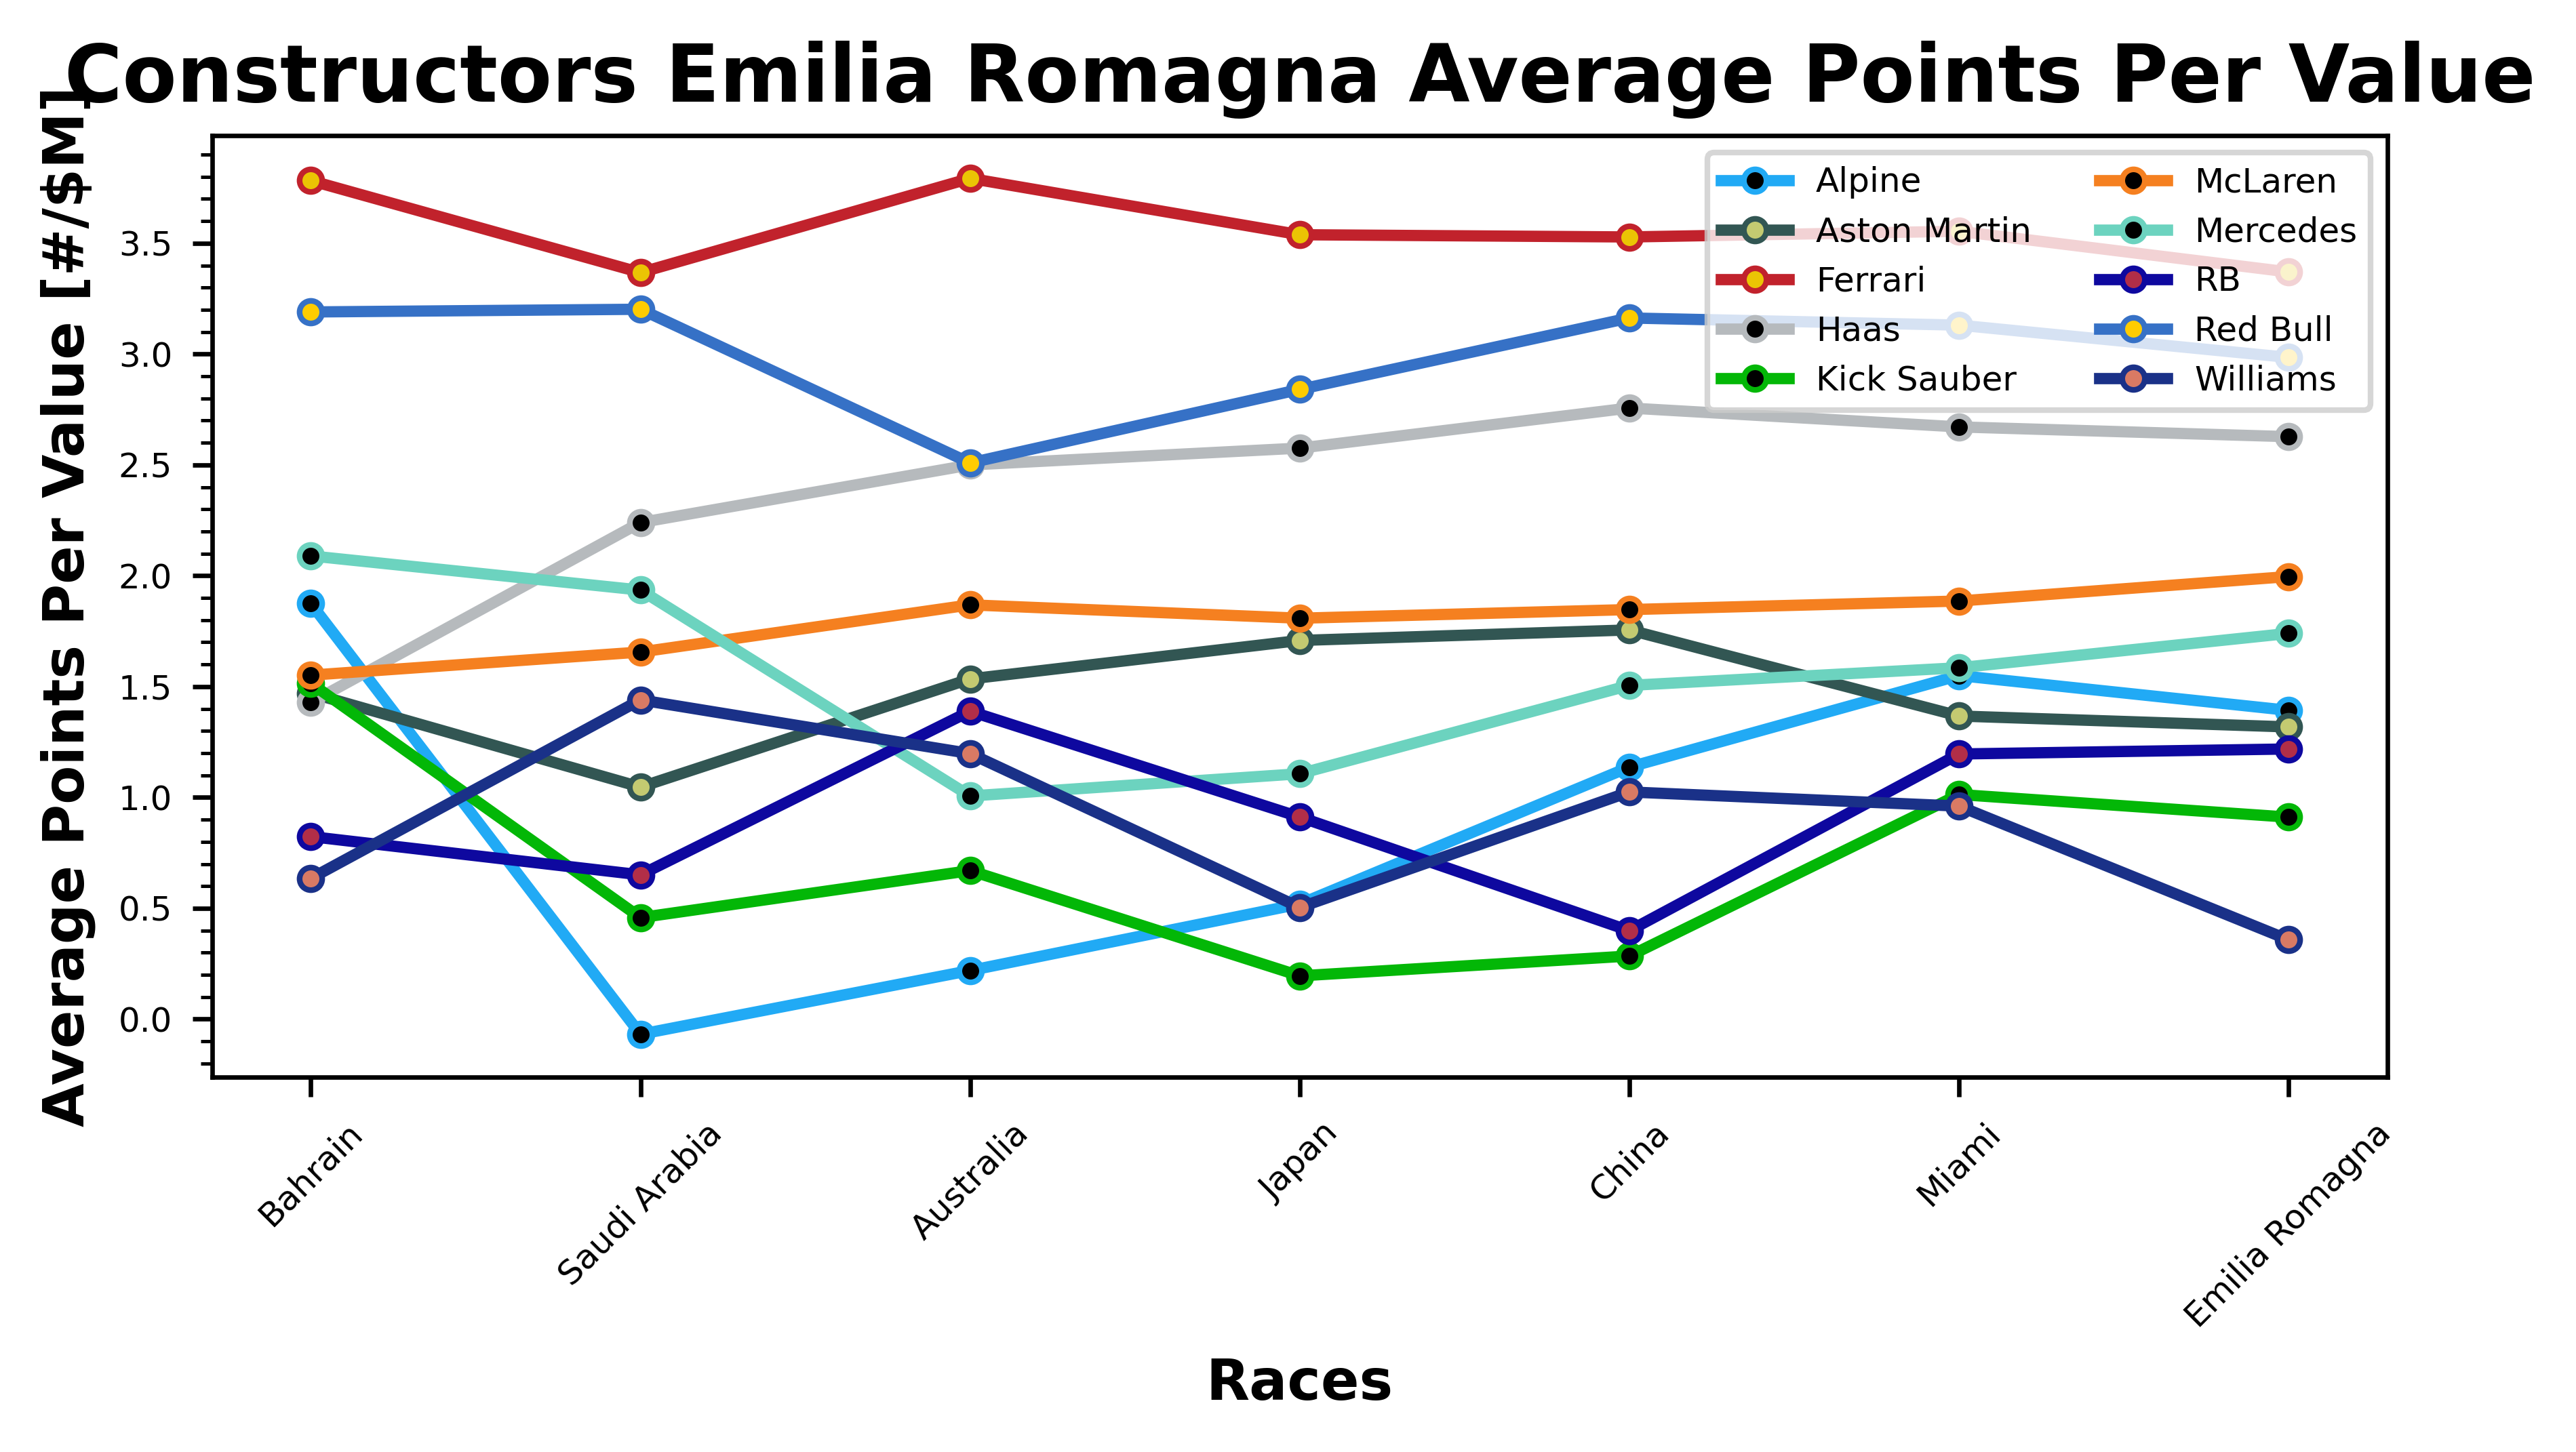 Constructors Emilia Romagna Average Points Per Value
Average Points Per Value [#/$M]
3.5
3.0
2.5
2.0
1.5
1.0
0.5
0.0
Alpine
Aston Martin
Ferrari
Haas
Kick Sauber
McLaren
Mercedes
RB
Red Bull
Williams
Bahrain
Saudi Arabia
Australia
Japan
China
Miami
Emilia Romagna
Races